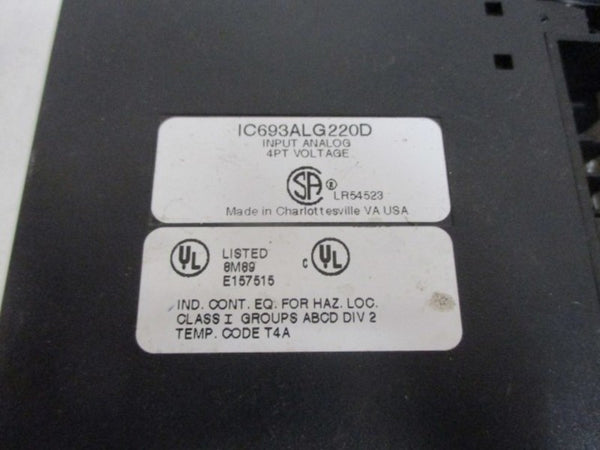 IC693ALG220D
INPUT ANALOG
4PT VOLTAGE
SA ® LR54523
Made in Charlottesville VA USA
UL LISTED
8M89
E157515
C UL
IND. CONT. EQ. FOR HAZ. LOC.
CLASS I GROUPS ABCD DIV 2
TEMP. CODE T4A